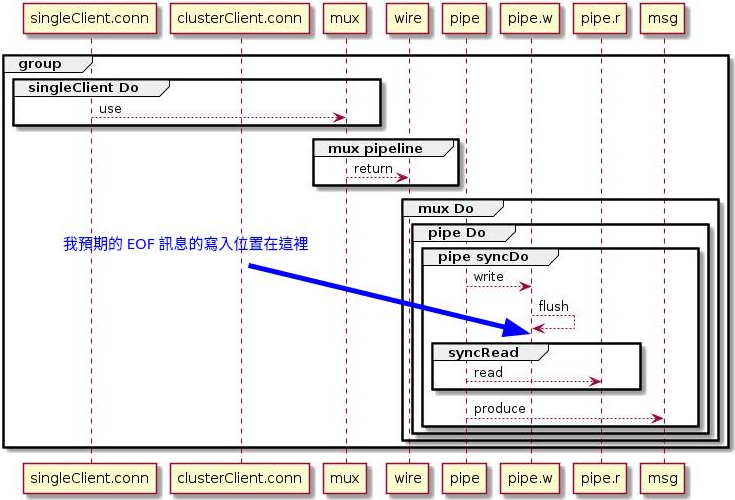 singleClient.conn clusterClient.conn mux wire pipe pipe.w pipe.r msg
group
singleClient Do
use
mux pipeline
return
mux Do
pipe Do
我預期的 EOF 訊息的寫入位置在這裡
pipe syncDo
write
flush
syncRead
read
produce
singleClient.conn clusterClient.conn mux wire pipe pipe.w pipe.r msg